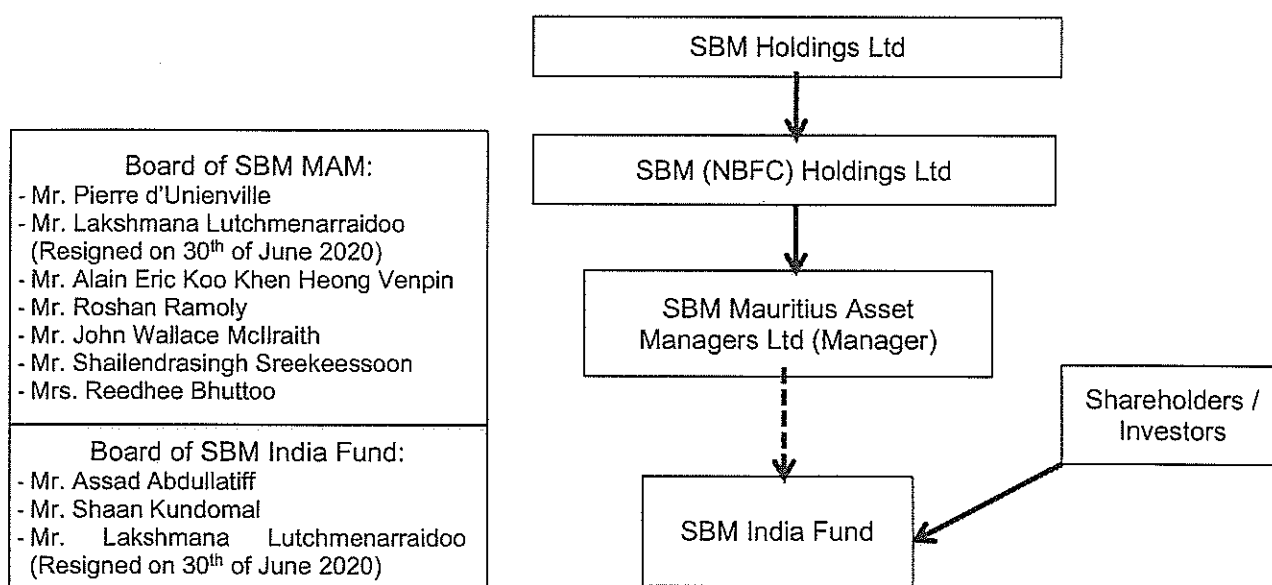 SBM Holdings Ltd
SBM (NBFC) Holdings Ltd
SBM Mauritius Asset
Managers Ltd (Manager)
Shareholders /
Investors
SBM India Fund
Board of SBM MAM:
- Mr. Pierre d'Unienville
- Mr. Lakshmana Lutchmenarraidoo
(Resigned on 30th of June 2020)
- Mr. Alain Eric Koo Khen Heong Venpin
- Mr. Roshan Ramoly
- Mr. John Wallace McIlraith
- Mr. Shailendrasingh Sreekeessoon
- Mrs. Reedhee Bhuttoo
Board of SBM India Fund:
- Mr. Assad Abdullatiff
- Mr. Shaan Kundomal
- Mr. Lakshmana Lutchmenarraidoo
(Resigned on 30th of June 2020)